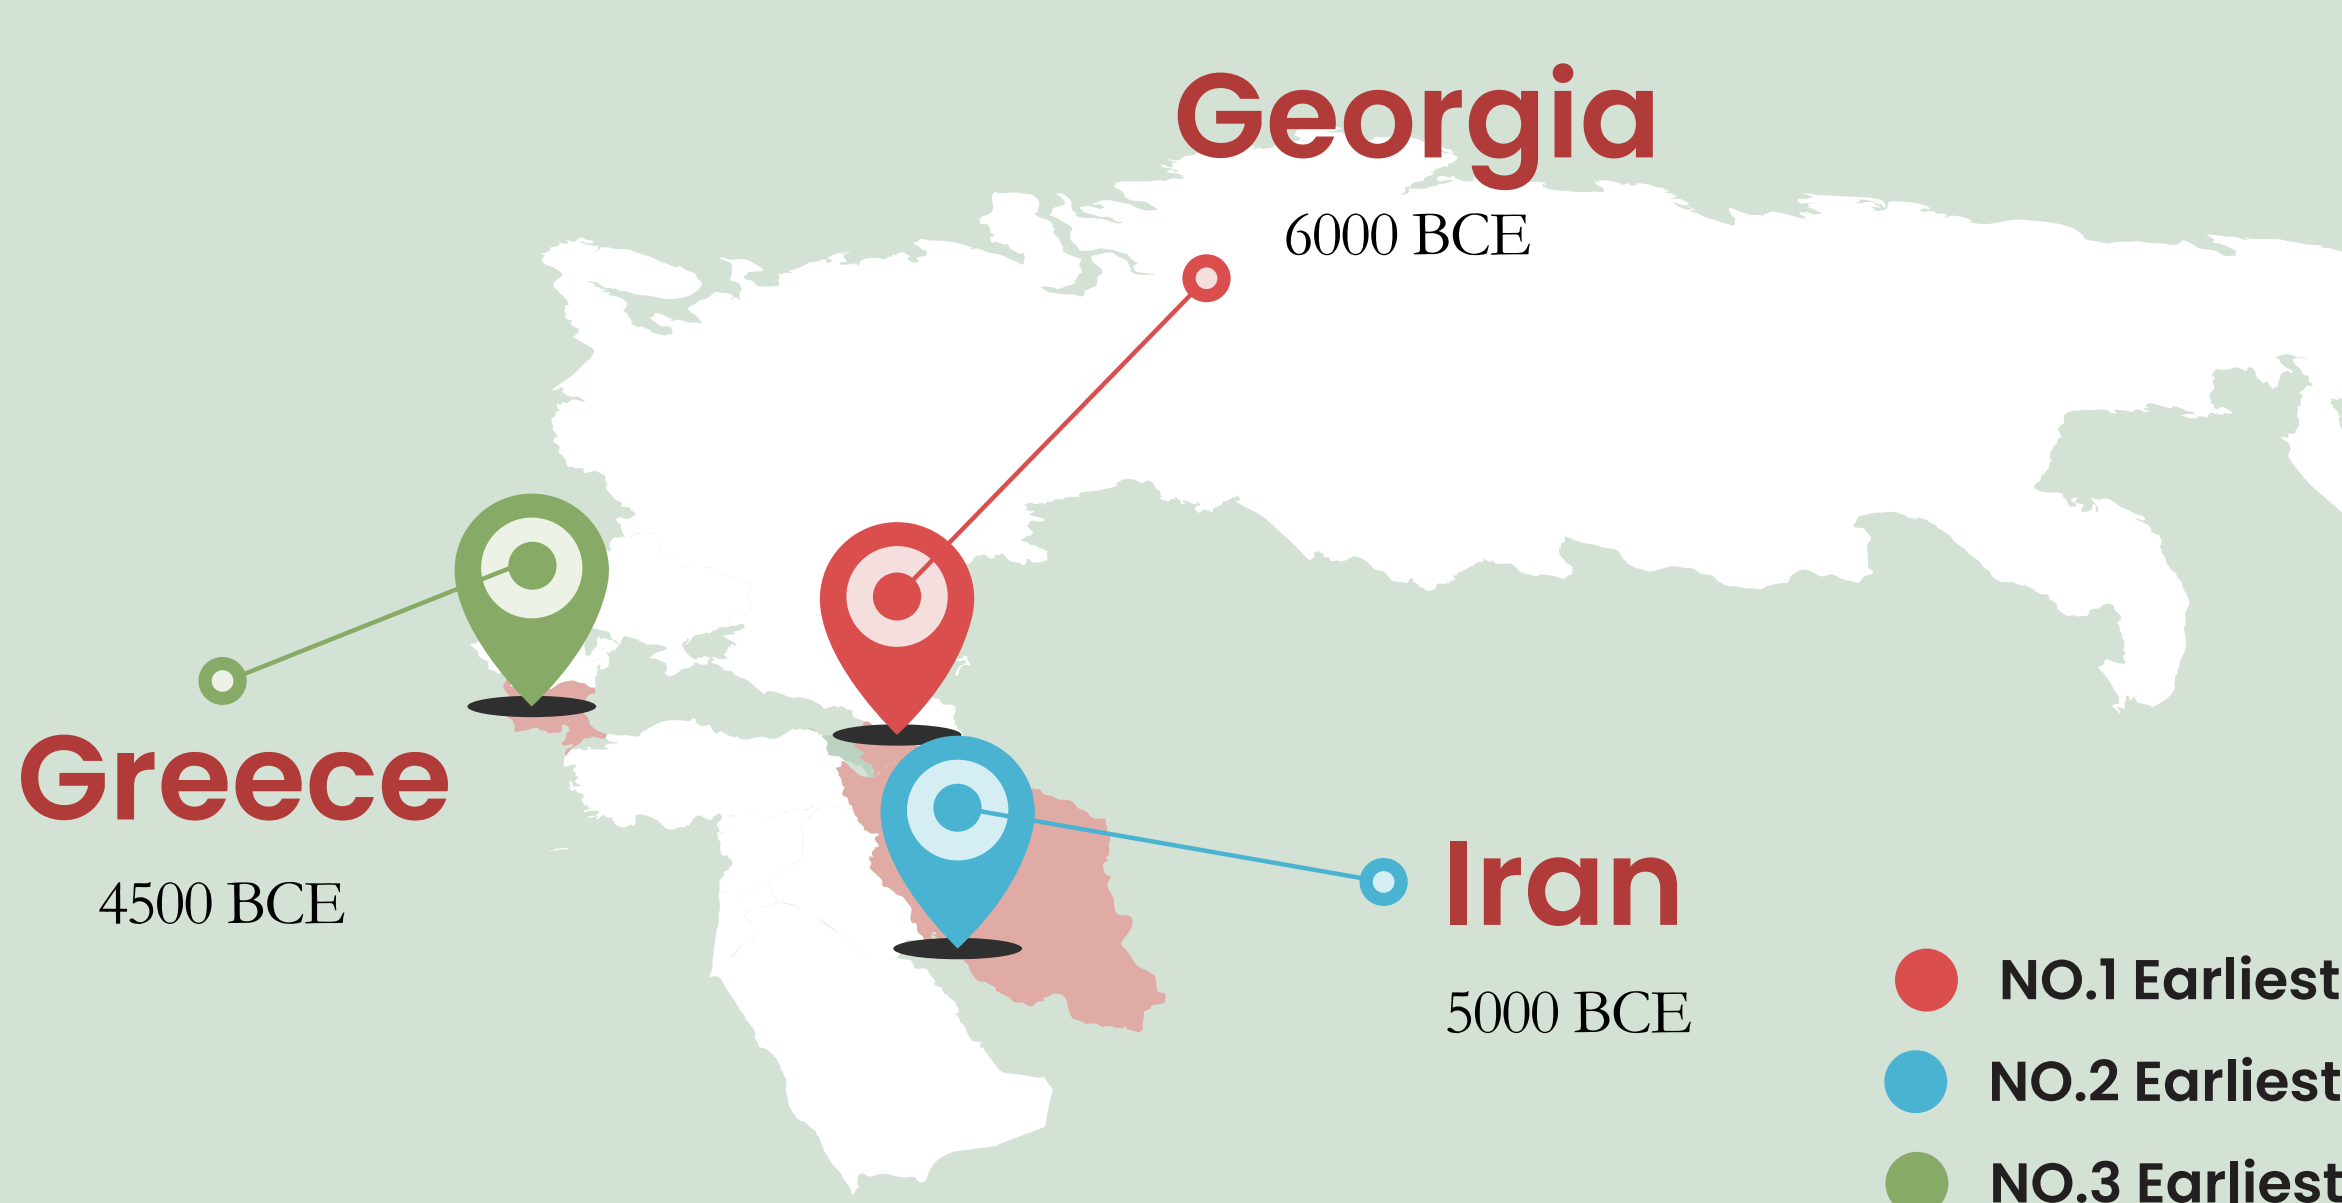 Georgia
6000 BCE
Greece
4500 BCE
Iran
5000 BCE
NO.1 Earliest
NO.2 Earliest
NO.3 Earliest